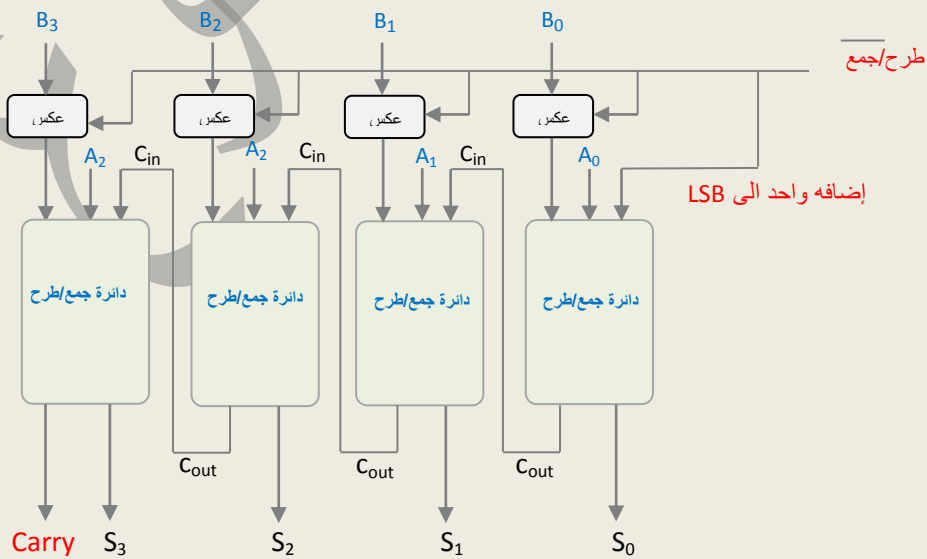 B3 B2 B1 B0
طرح/جمع
عكس عكس عكس عكس
A2 Cin A2 Cin A1 Cin A0
إضافه واحد الى LSB
دائرة جمع/طرح دائرة جمع/طرح دائرة جمع/طرح دائرة جمع/طرح
Cout Cout Cout
Carry S3 S2 S1 S0